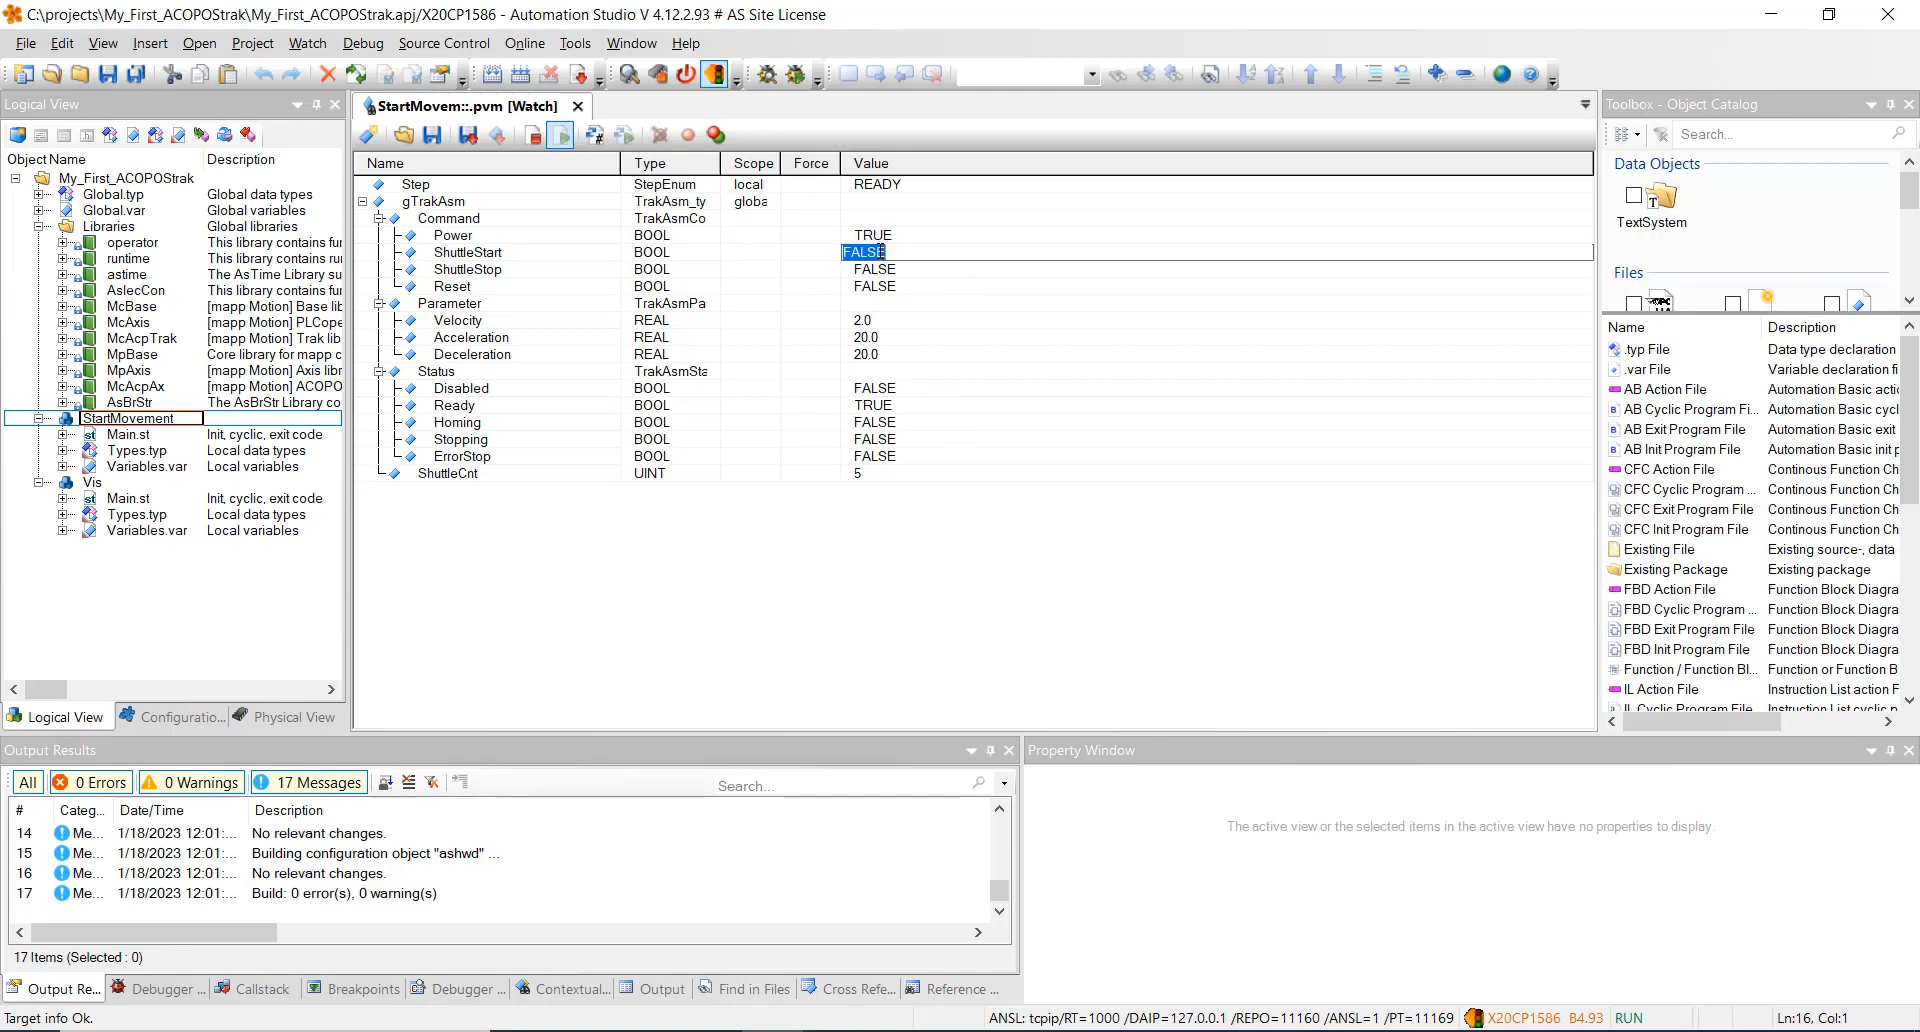 C:\projects\My_First_ACOPOStrak\My_First_ACOPOStrak.apj/X20CP1586 - Automation Studio V 4.12.2.93 # AS Site License
File Edit View Insert Open Project Watch Debug Source Control Online Tools Window Help
Logical View
Object Name Description
My_First_ACOPOStrak
Global.typ Global data types
Global.var Global variables
Libraries Global libraries
operator This library contains fur
runtime This library contains ru
astime The AsTime Library su
AslecCon This library contains fur
McBase [mapp Motion] Base lib
McAxis [mapp Motion] PLCope
McAcpTrak [mapp Motion] Trak lib
MpBase Core library for mapp c
MpAxis [mapp Motion] Axis libr
McAcpAx [mapp Motion] ACOPO
AsBrStr The AsBrStr Library co
StartMovement
Main.st Init, cyclic, exit code
Types.typ Local data types
Variables.var Local variables
Vis
Main.st Init, cyclic, exit code
Types.typ Local data types
Variables.var Local variables
Logical View Configuratio... Physical View
StartMovem::.pvm [Watch]
Name Type Scope Force Value
Step StepEnum local READY
gTrakAsm TrakAsm_ty globa
Command TrakAsmCo
Power BOOL TRUE
ShuttleStart BOOL FALSE
ShuttleStop BOOL FALSE
Reset BOOL FALSE
Parameter TrakAsmPa
Velocity REAL 2.0
Acceleration REAL 20.0
Deceleration REAL 20.0
Status TrakAsmSta
Disabled BOOL FALSE
Ready BOOL TRUE
Homing BOOL FALSE
Stopping BOOL FALSE
ErrorStop BOOL FALSE
ShuttleCnt UINT 5
Toolbox - Object Catalog
Search...
Data Objects
TextSystem
Files
Name Description
.typ File Data type declaration
.var File Variable declaration fi
AB Action File Automation Basic actio
AB Cyclic Program Fi... Automation Basic cycl
AB Exit Program File Automation Basic exit
AB Init Program File Automation Basic init p
CFC Action File Continous Function Ch
CFC Cyclic Program ... Continous Function Ch
CFC Exit Program File Continous Function Ch
CFC Init Program File Continous Function Ch
Existing File Existing source-, data
Existing Package Existing package
FBD Action File Function Block Diagra
FBD Cyclic Program ... Function Block Diagra
FBD Exit Program File Function Block Diagra
FBD Init Program File Function Block Diagra
Function / Function Bl... Function or Function B
IL Action File Instruction List action F
IL Cyclic Program File Instruction List cyclic p
Output Results
All 0 Errors 0 Warnings 17 Messages Search...
# Categ... Date/Time Description
14 Me... 1/18/2023 12:01:... No relevant changes.
15 Me... 1/18/2023 12:01:... Building configuration object "ashwd" ...
16 Me... 1/18/2023 12:01:... No relevant changes.
17 Me... 1/18/2023 12:01:... Build: 0 error(s), 0 warning(s)
17 Items (Selected : 0)
Output Re... Debugger ... Callstack Breakpoints Debugger ... Contextual... Output Find in Files Cross Refe... Reference ...
Property Window
The active view or the selected items in the active view have no properties to display.
Target info Ok. ANSL: tcpip/RT=1000 /DAIP=127.0.0.1 /REPO=11160 /ANSL=1 /PT=11169 X20CP1586 B4.93 RUN Ln:16, Col:1